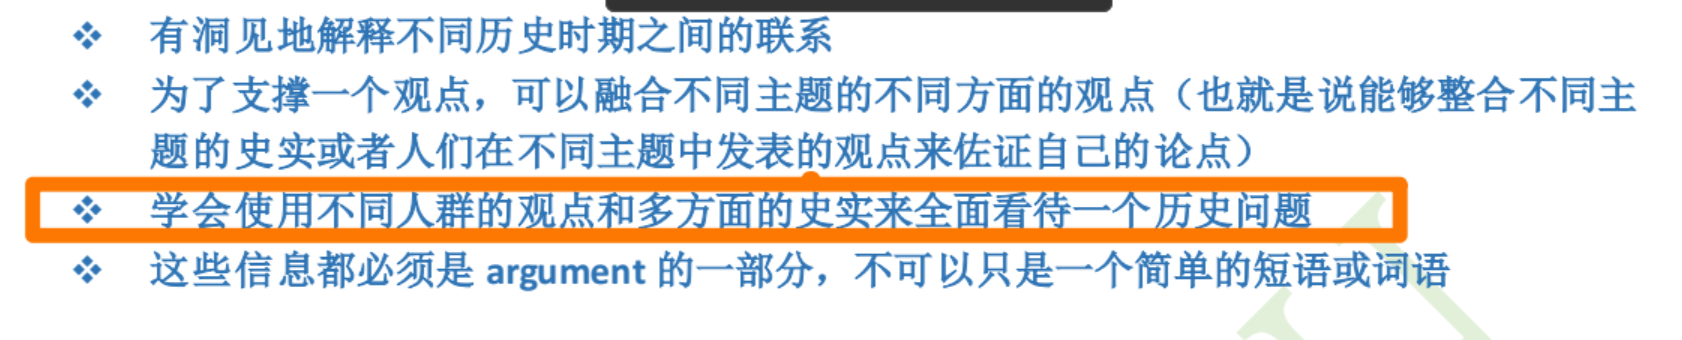 ❖ 有洞见地解释不同历史时期之间的联系
❖ 为了支撑一个观点，可以融合不同主题的不同方面的观点（也就是说能够整合不同主
题的史实或者人们在不同主题中发表的观点来佐证自己的论点）
❖ 学会使用不同人群的观点和多方面的史实来全面看待一个历史问题
❖ 这些信息都必须是 argument 的一部分，不可以只是一个简单的短语或词语